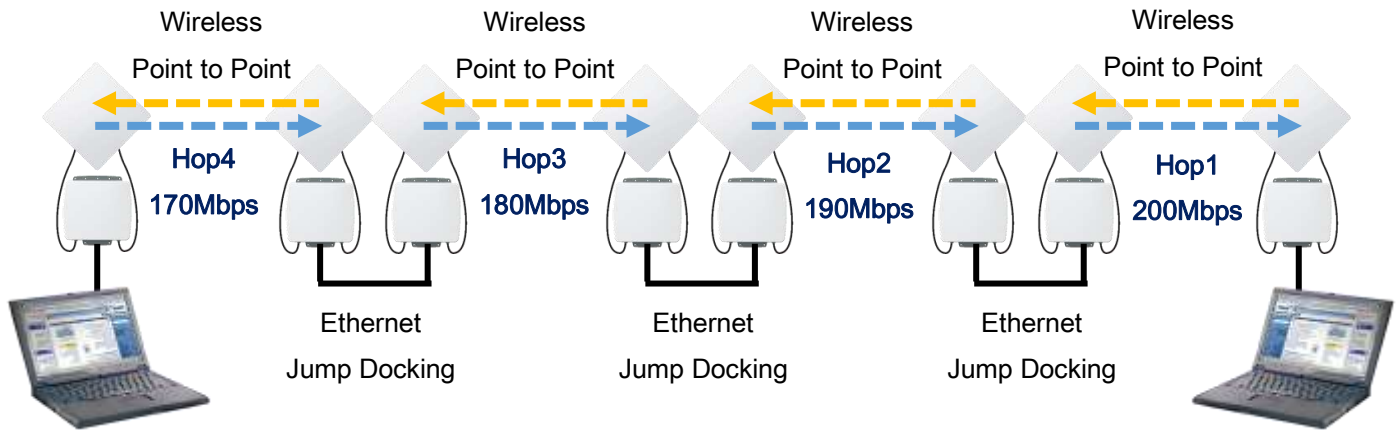 Wireless
Point to Point
Wireless
Point to Point
Wireless
Point to Point
Wireless
Point to Point
Hop4
170Mbps
Hop3
180Mbps
Hop2
190Mbps
Hop1
200Mbps
Ethernet
Jump Docking
Ethernet
Jump Docking
Ethernet
Jump Docking